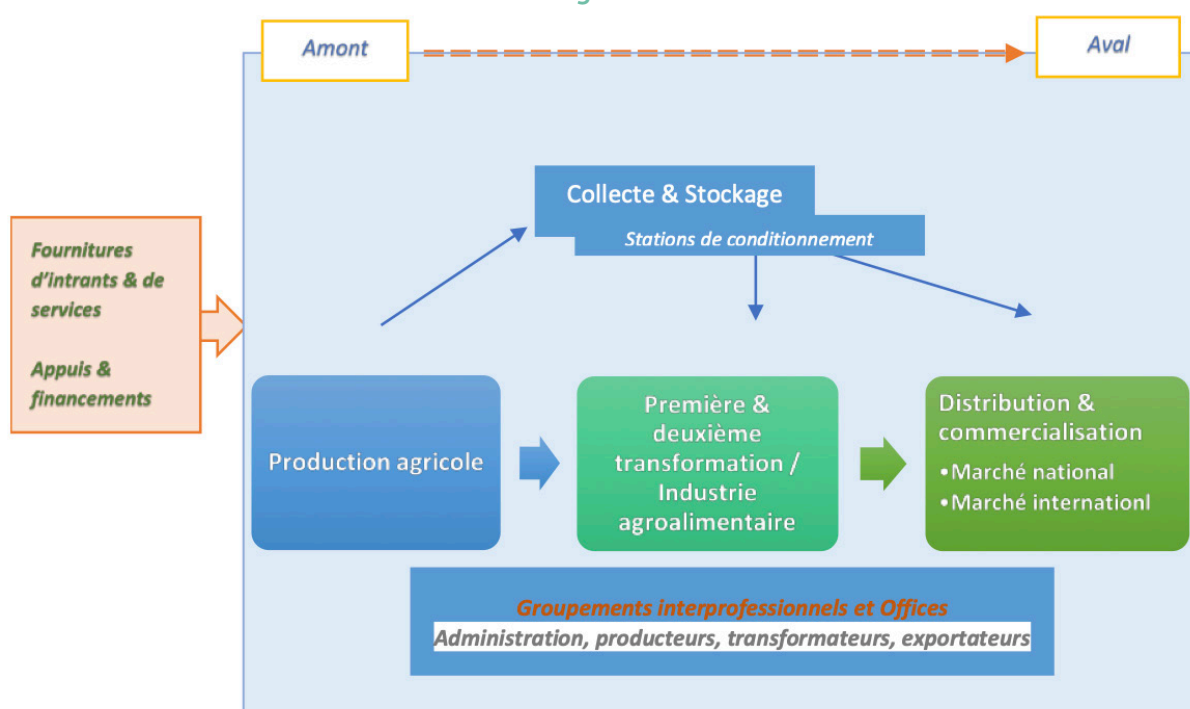 Amont
Aval
Collecte & Stockage
Stations de conditionnement
Fournitures
d'intrants & de
services
Appuis &
financements
Production agricole
Première &
deuxième
transformation /
Industrie
agroalimentaire
Distribution &
commercialisation
•Marché national
•Marché internationl
Groupements interprofessionnels et Offices
Administration, producteurs, transformateurs, exportateurs